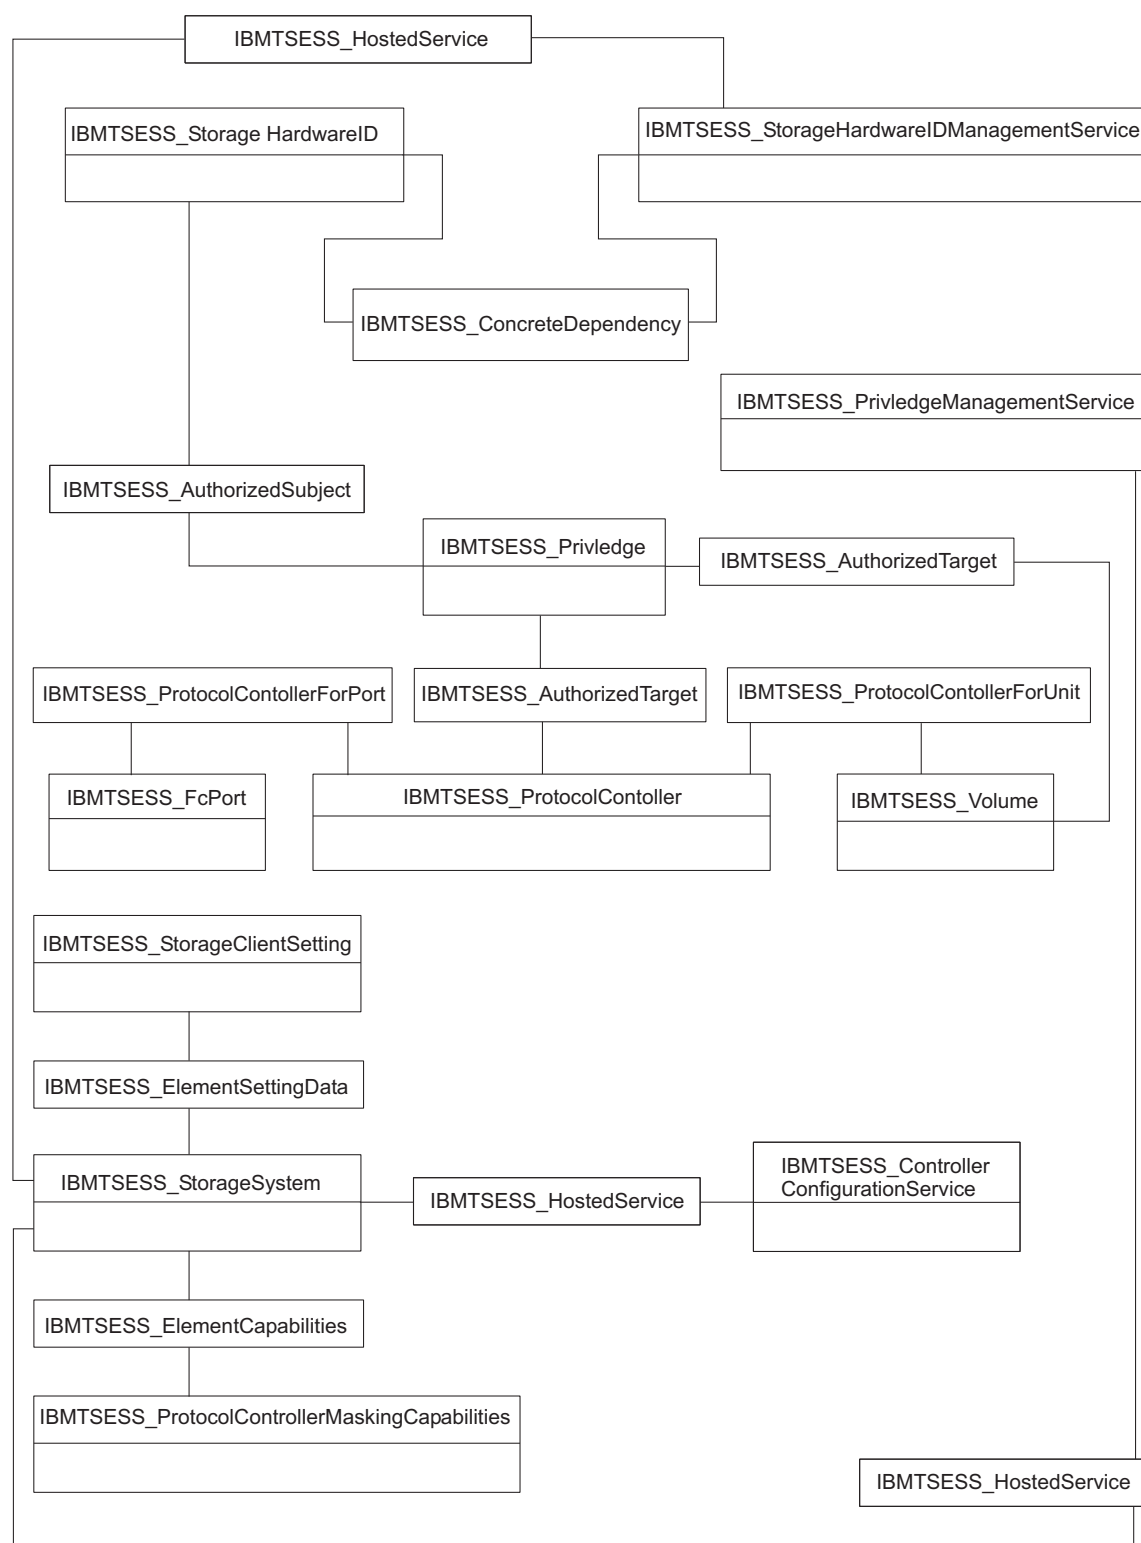 IBMTSESS_HostedService
IBMTSESS_Storage HardwareID
IBMTSESS_StorageHardwareIDManagementService
IBMTSESS_ConcreteDependency
IBMTSESS_PrivledgeManagementService
IBMTSESS_AuthorizedSubject
IBMTSESS_Privledge
IBMTSESS_AuthorizedTarget
IBMTSESS_ProtocolContollerForPort
IBMTSESS_AuthorizedTarget
IBMTSESS_ProtocolContollerForUnit
IBMTSESS_FcPort
IBMTSESS_ProtocolContoller
IBMTSESS_Volume
IBMTSESS_StorageClientSetting
IBMTSESS_ElementSettingData
IBMTSESS_StorageSystem
IBMTSESS_HostedService
IBMTSESS_Controller
ConfigurationService
IBMTSESS_ElementCapabilities
IBMTSESS_ProtocolControllerMaskingCapabilities
IBMTSESS_HostedService